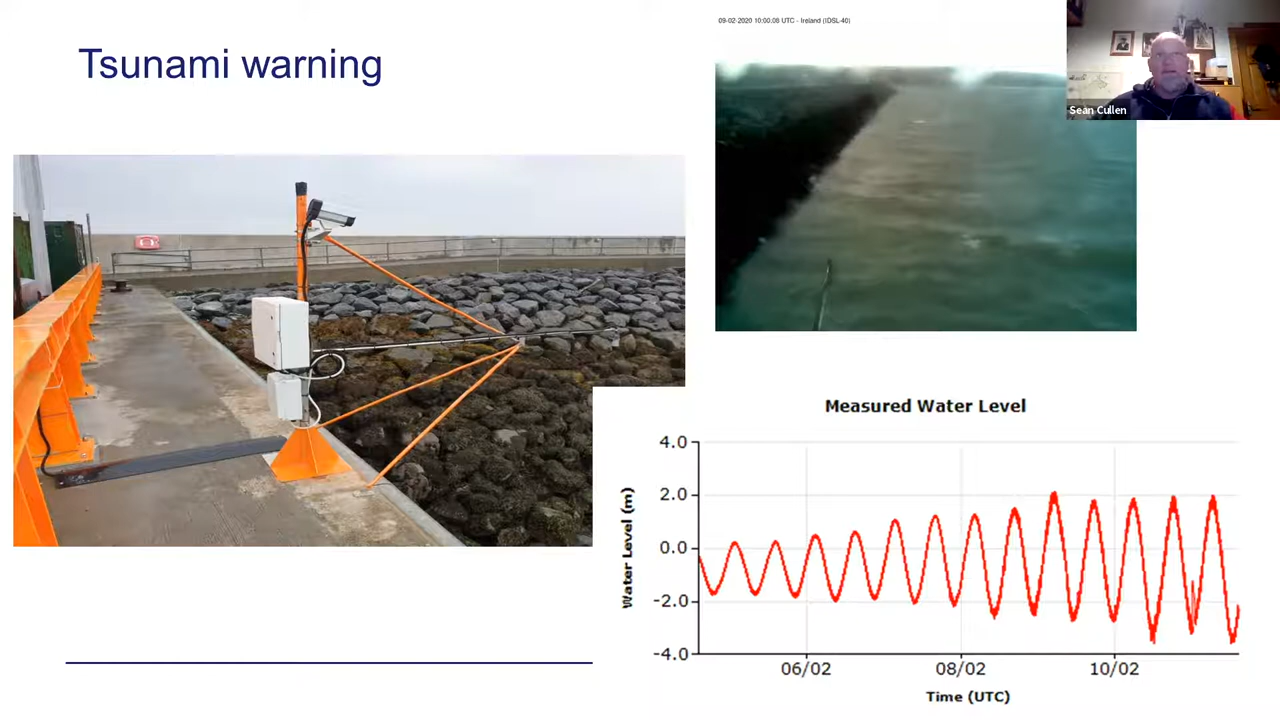 Tsunami warning
09-02-2020 10:00.08 UTC - Ireland (IDSL-40)
Sean Cullen
Measured Water Level
4.0
2.0
0.0
-2.0
-4.0
Water Level (m)
06/02
08/02
10/02
Time (UTC)